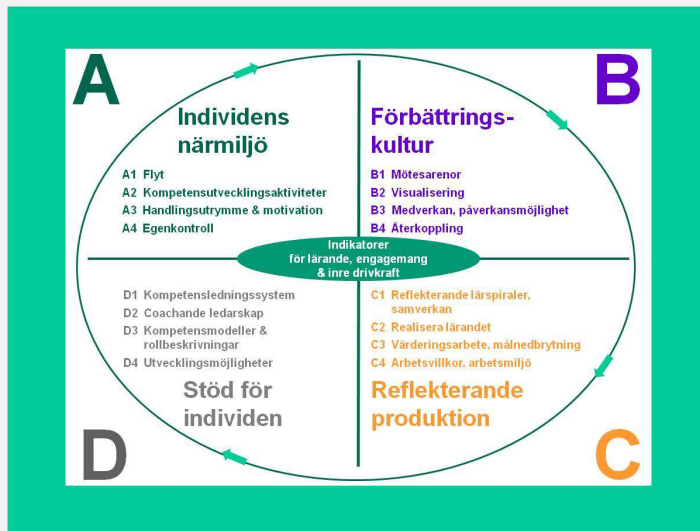 A
Individens
närmiljö
A1 Flyt
A2 Kompetensutvecklingsaktiviteter
A3 Handlingsutrymme & motivation
A4 Egenkontroll
B
Förbättrings-
kultur
B1 Mötesarenor
B2 Visualisering
B3 Medverkan, påverkansmöjlighet
B4 Återkoppling
Indikatorer
för lärande, engagemang
& inre drivkraft
D1 Kompetensledningssystem
D2 Coachande ledarskap
D3 Kompetensmodeller &
rollbeskrivningar
D4 Utvecklingsmöjligheter
Stöd för
individen
D
C1 Reflekterande lärspiraler,
samverkan
C2 Realisera lärandet
C3 Värderingsarbete, målnedbrytning
C4 Arbetsvillkor, arbetsmiljö
Reflekterande
produktion
C